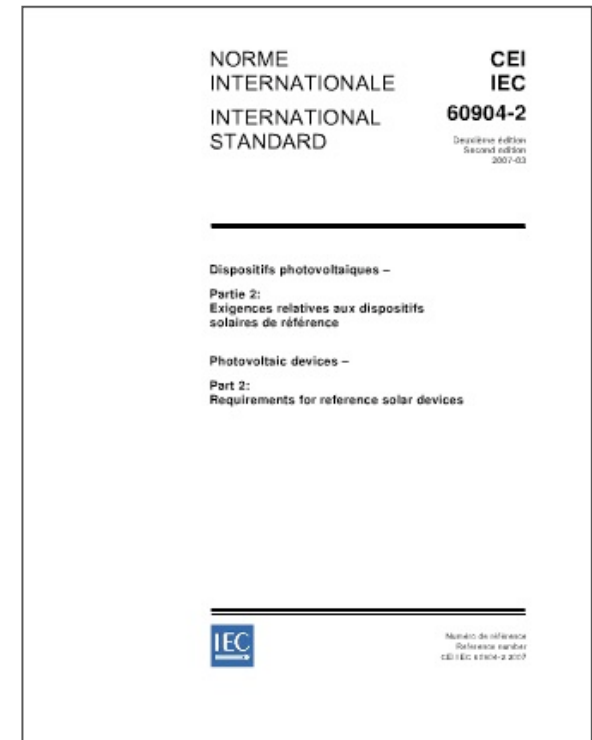 NORME
INTERNATIONALE
CEI
IEC
INTERNATIONAL
STANDARD
60904-2
Deuxième édition
Second edition
2007-03
Dispositifs photovoltaïques –
Partie 2:
Exigences relatives aux dispositifs
solaires de référence
Photovoltaic devices –
Part 2:
Requirements for reference solar devices
IEC
Numéro de référence
Reference number
CEI IEC 60904-2:2007